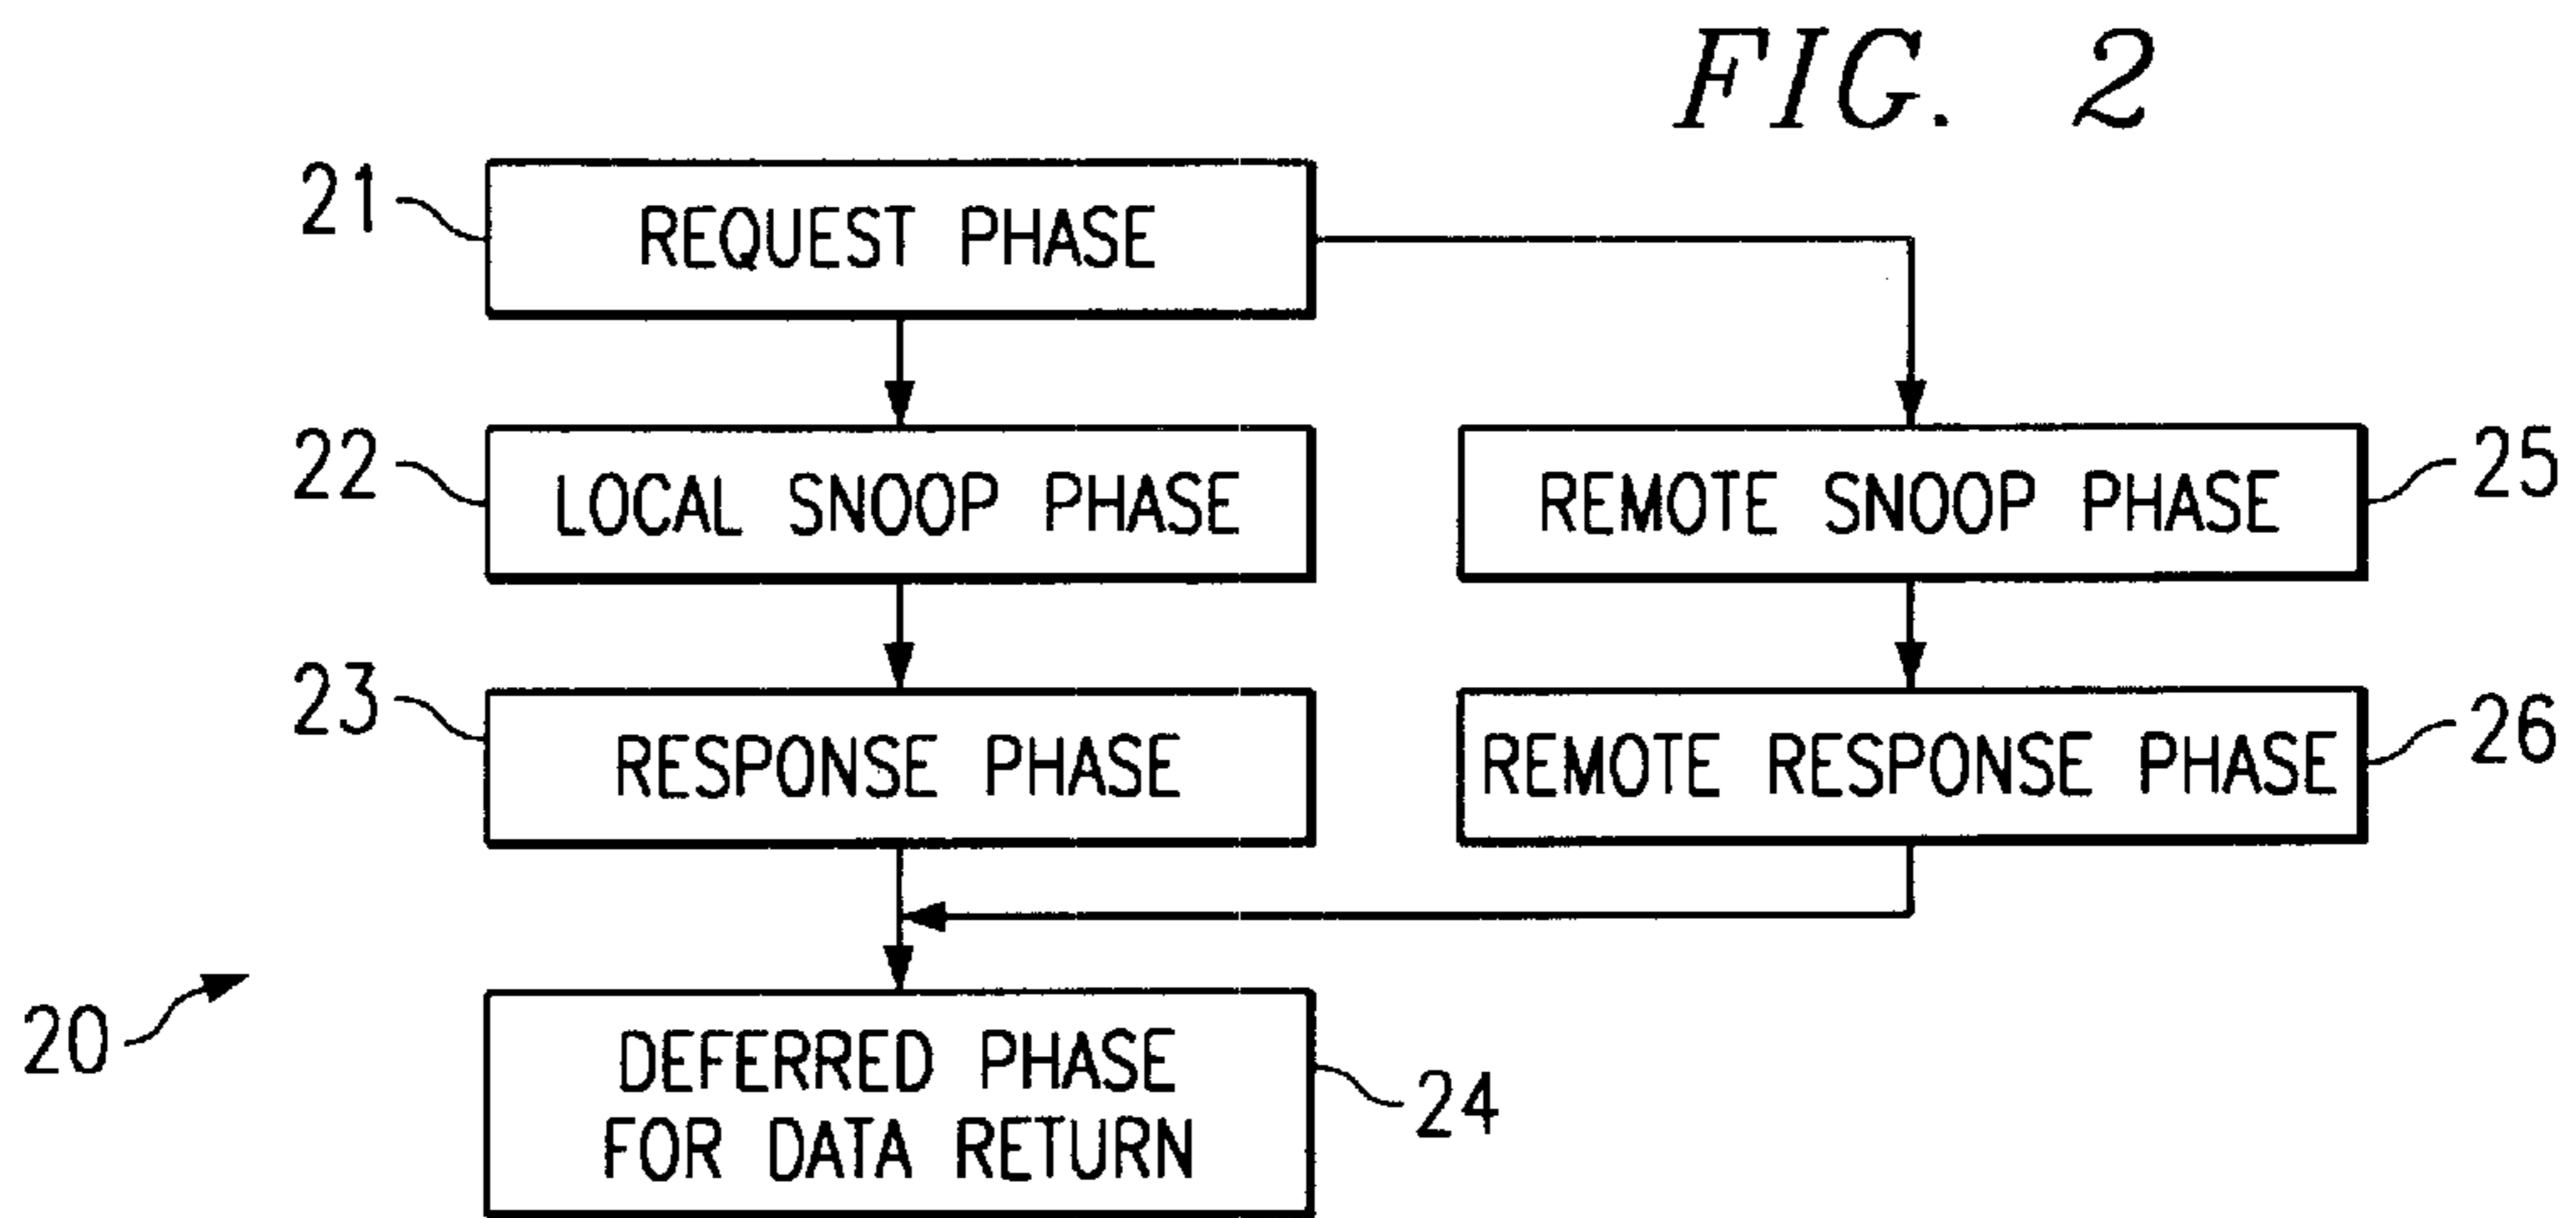 FIG. 2
21
REQUEST PHASE
22
LOCAL SNOOP PHASE
REMOTE SNOOP PHASE
25
23
RESPONSE PHASE
REMOTE RESPONSE PHASE
26
20
DEFERRED PHASE
FOR DATA RETURN
24